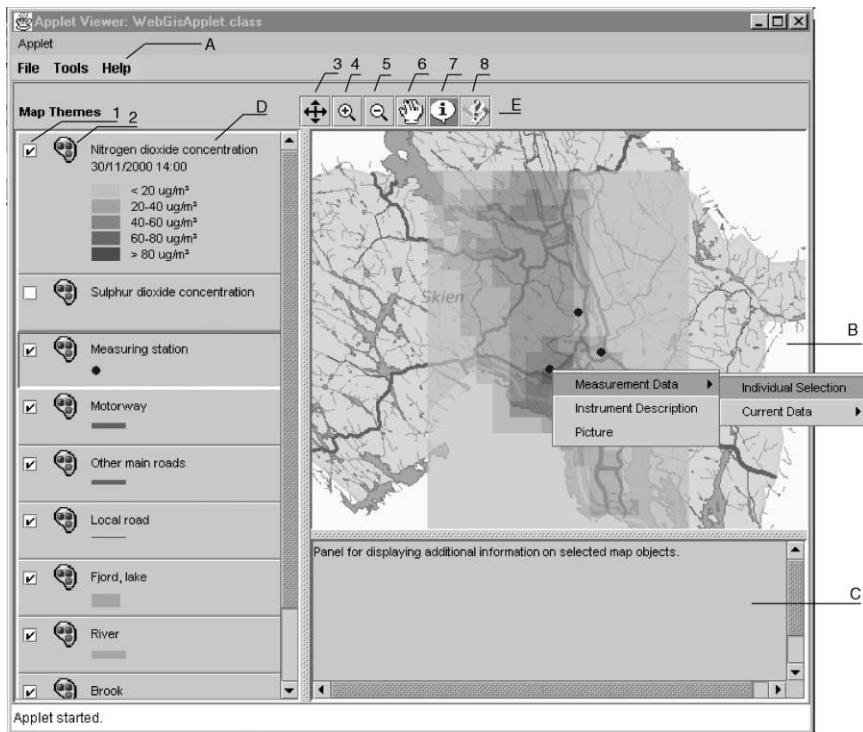 Applet Viewer: WebGisApplet.class
Applet
File Tools Help
A
3 4 5 6 7 8
E
Map Themes
1 2
D
Nitrogen dioxide concentration
30/11/2000 14:00
< 20 ug/m³
20-40 ug/m³
40-60 ug/m³
60-80 ug/m³
> 80 ug/m³
Sulphur dioxide concentration
Measuring station
Motorway
Other main roads
Local road
Fjord, lake
River
Brook
Skien
B
Measurement Data
Instrument Description
Picture
Individual Selection
Current Data
Panel for displaying additional information on selected map objects.
C
Applet started.